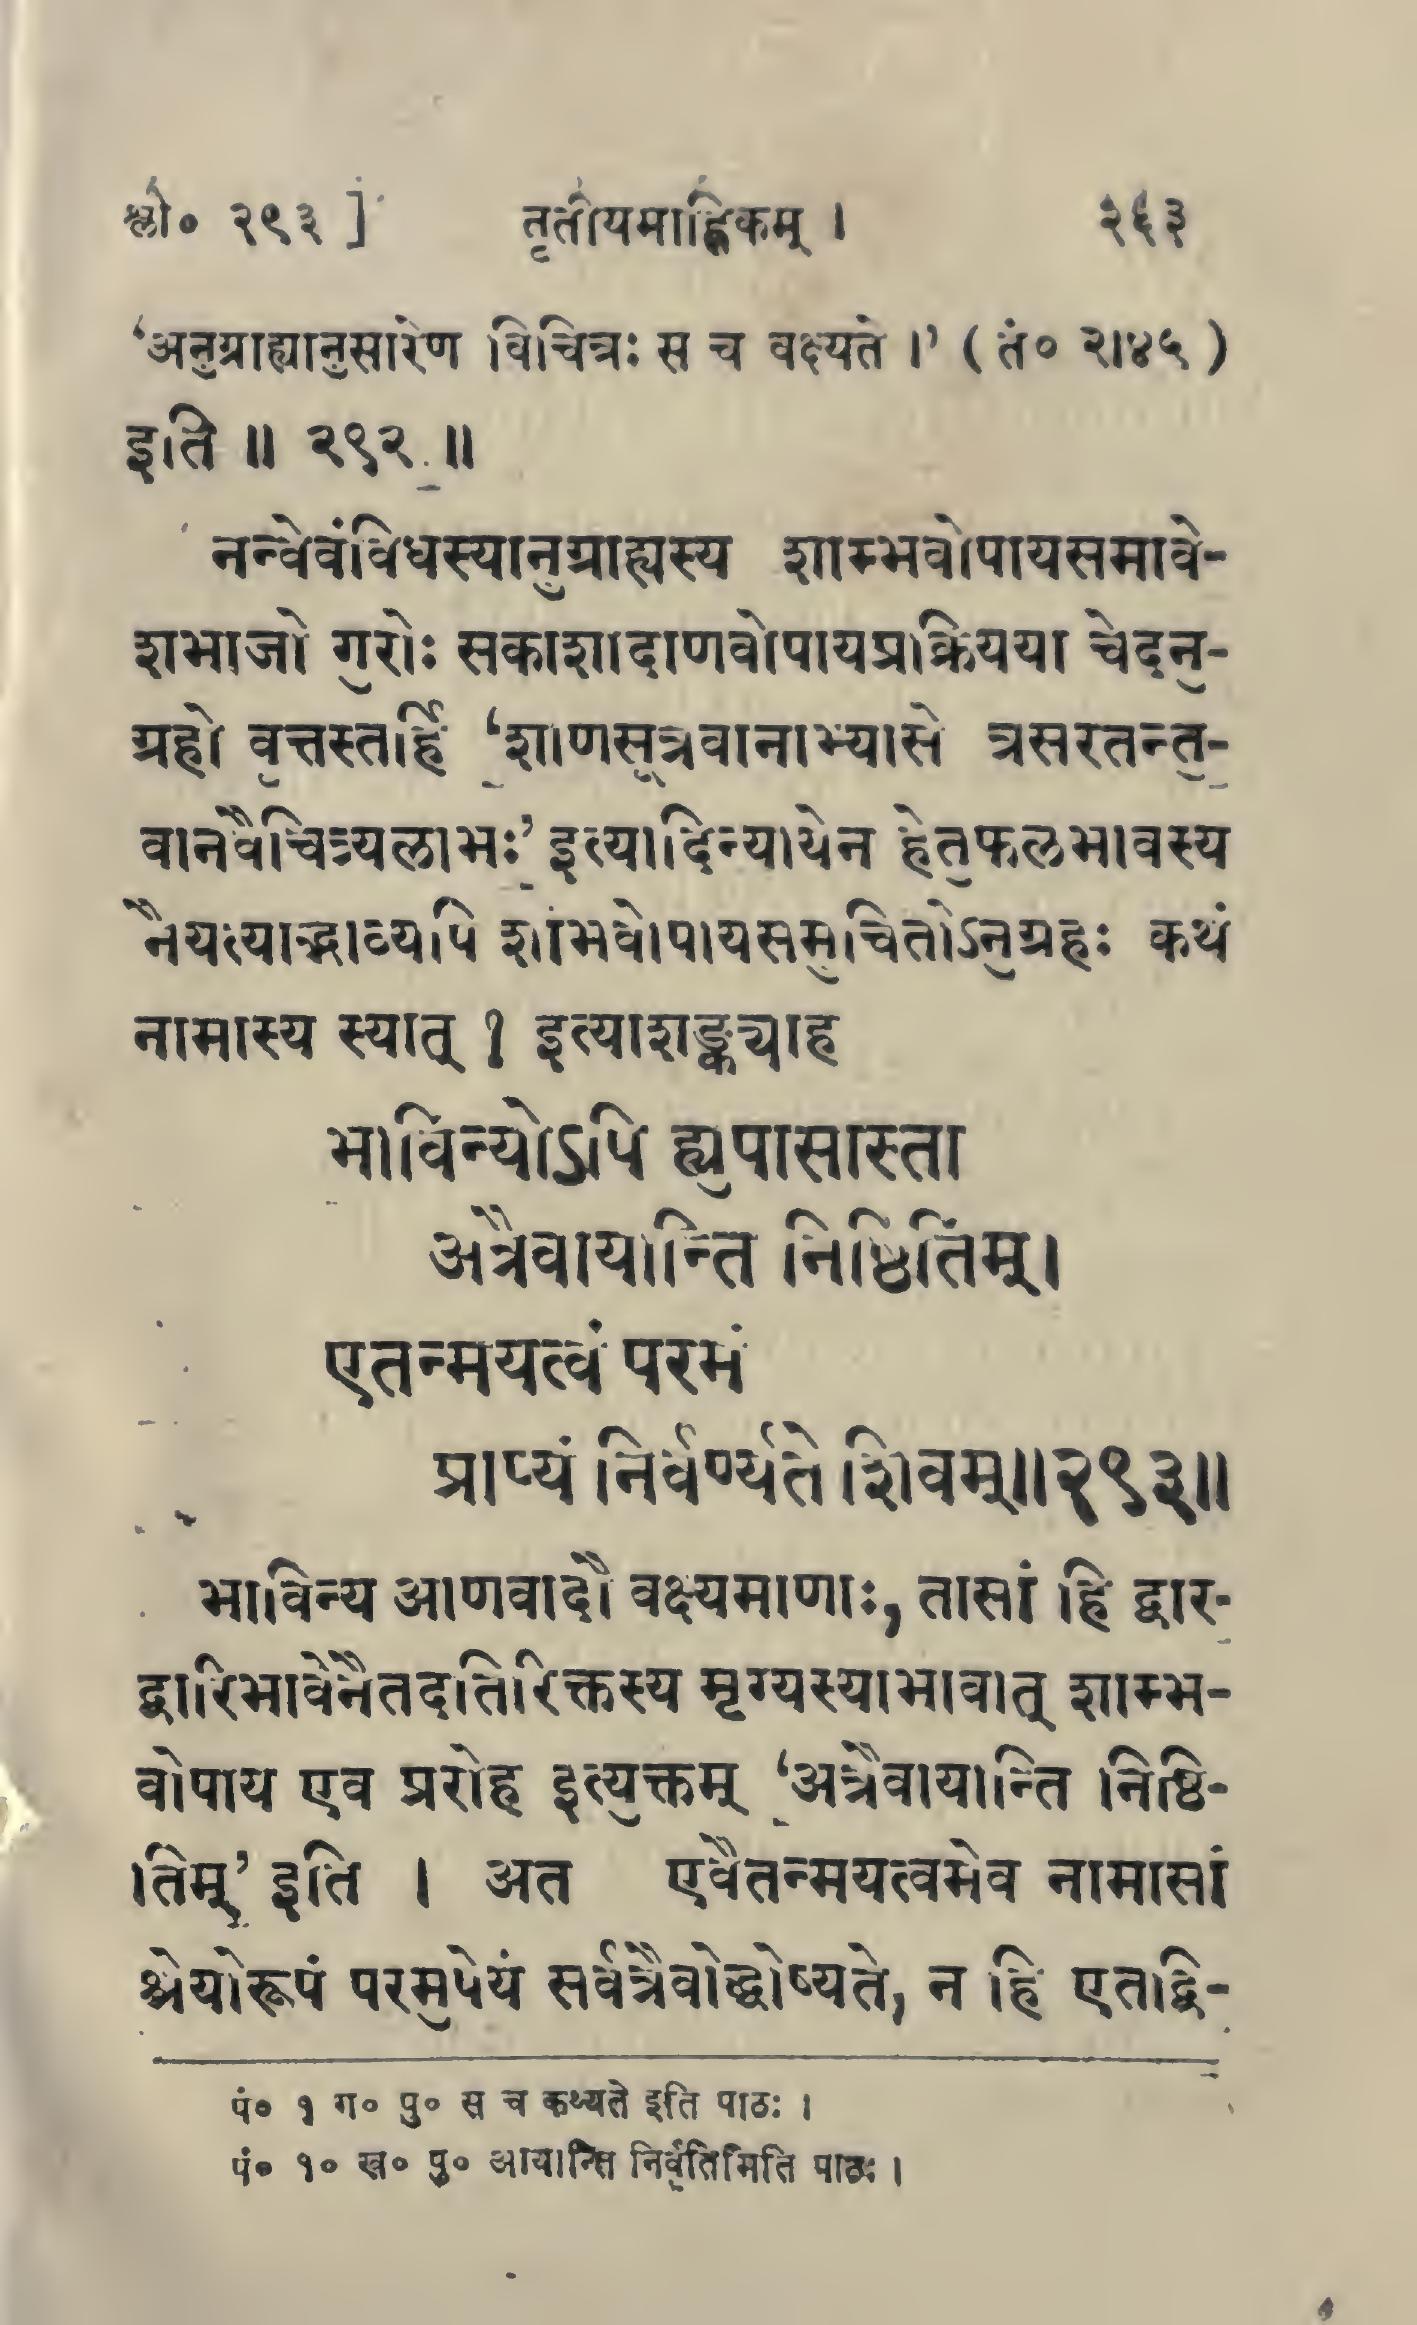 श्लो० २९३ ] तृतीयमाह्निकम् । २६३
‘अनुग्राह्यानुसारेण विचित्रः स च वक्ष्यते ।’ ( तं० २।४५ )
इति ॥ २९२ ॥
नन्वेवंविधस्यानुग्राह्यस्य शाम्भवोपायसमावे-
शभाजो गुरोः सकाशादाणवोपायप्रक्रियया चेदनु-
ग्रहो वृत्तस्तर्हि ‘शाणसूत्रवानाभ्यासे त्रसरतन्तु-
वानवैचित्र्यलाभः’ इत्यादिन्यायेन हेतुफलभावस्य
नैयत्याद्भाव्यपि शांभवोपायसमुचितोऽनुग्रहः कथं
नामास्य स्यात् ? इत्याशङ्क्याह
भाविन्योऽपि ह्युपासास्ता
अत्रैवायान्ति निष्ठितिम् ।
एतन्मयत्वं परमं
प्राप्यं निर्वर्ण्यते शिवम् ॥ २९३ ॥
भाविन्य आणवादौ वक्ष्यमाणाः, तासां हि द्वार-
द्वारिभावेनैतदतिरिक्तस्य मृग्यस्याभावात् शाम्भ-
वोपाय एव प्ररोह इत्युक्तम् ‘अत्रैवायान्ति निष्ठि-
तिम्’ इति । अत एवैतन्मयत्वमेव नामासां
श्रेयोरूपं परमुपेयं सर्वत्रैवोद्घोष्यते, न हि एतद्वि-
पं० १ ग० पु० स च कथ्यते इति पाठः ।
पं० १० ख० पु० आयान्ति निर्वृतिमिति पाठः ।